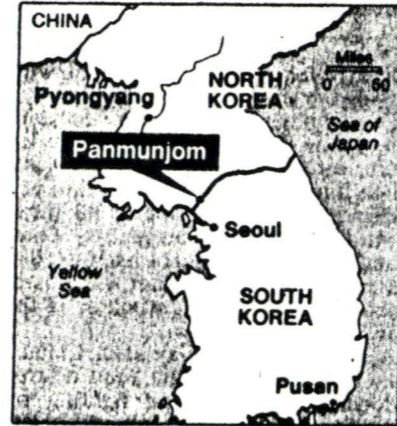 CHINA
NORTH
KOREA
Miles
0 50
Pyongyang
Sea of
Japan
Panmunjom
Seoul
Yellow
Sea
SOUTH
KOREA
Pusan